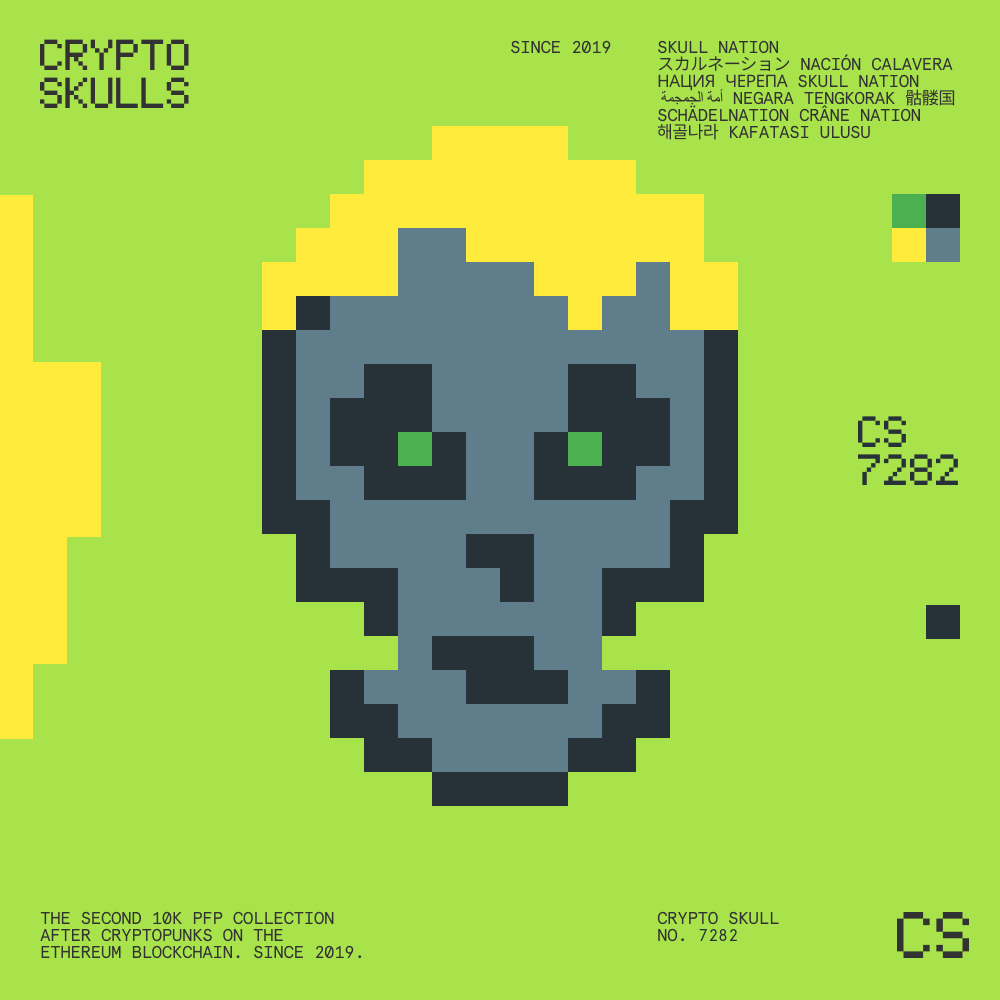 CRYPTO
SKULLS
SINCE 2019
SKULL NATION
スカルネーション NACIÓN CALAVERA
НАЦИЯ ЧЕРЕПА SKULL NATION
أمة الجمجمة NEGARA TENGKORAK 骷髅国
SCHÄDELNATION CRÂNE NATION
해골나라 KAFATASI ULUSU
CS
7282
THE SECOND 10K PFP COLLECTION
AFTER CRYPTOPUNKS ON THE
ETHEREUM BLOCKCHAIN. SINCE 2019.
CRYPTO SKULL
NO. 7282
CS